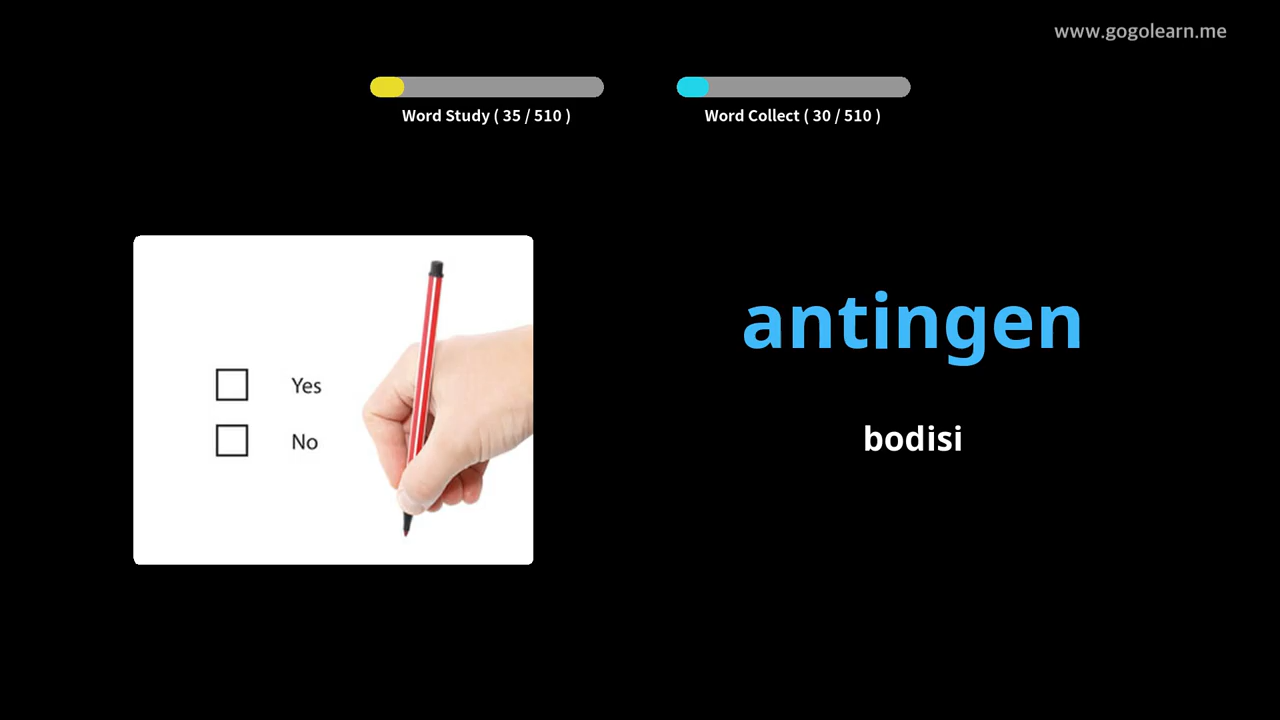 www.gogolearn.me
Word Study ( 35 / 510 )
Word Collect ( 30 / 510 )
Yes
No
antingen
bodisi